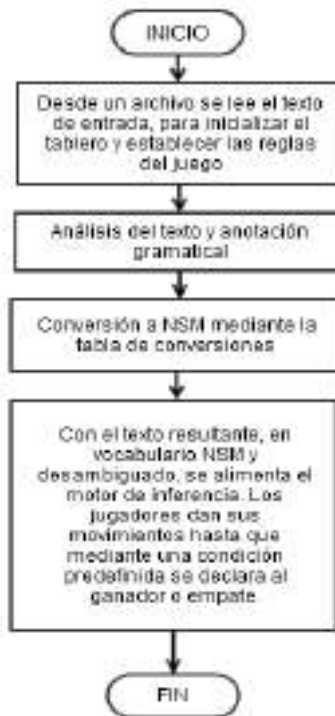 INICIO
Desde un archivo se lee el texto
de entrada, para inicializar el
tablero y establecer las reglas
del juego
Análisis del texto y anotación
gramatical
Conversión a NSM mediante la
tabla de conversiones
Con el texto resultante, en
vocabulario NSM y
desambiguado, se alimenta el
motor de inferencia. Los
jugadores dan sus
movimientos hasta que
mediante una condición
predefinida se declara al
ganador o empate
FIN